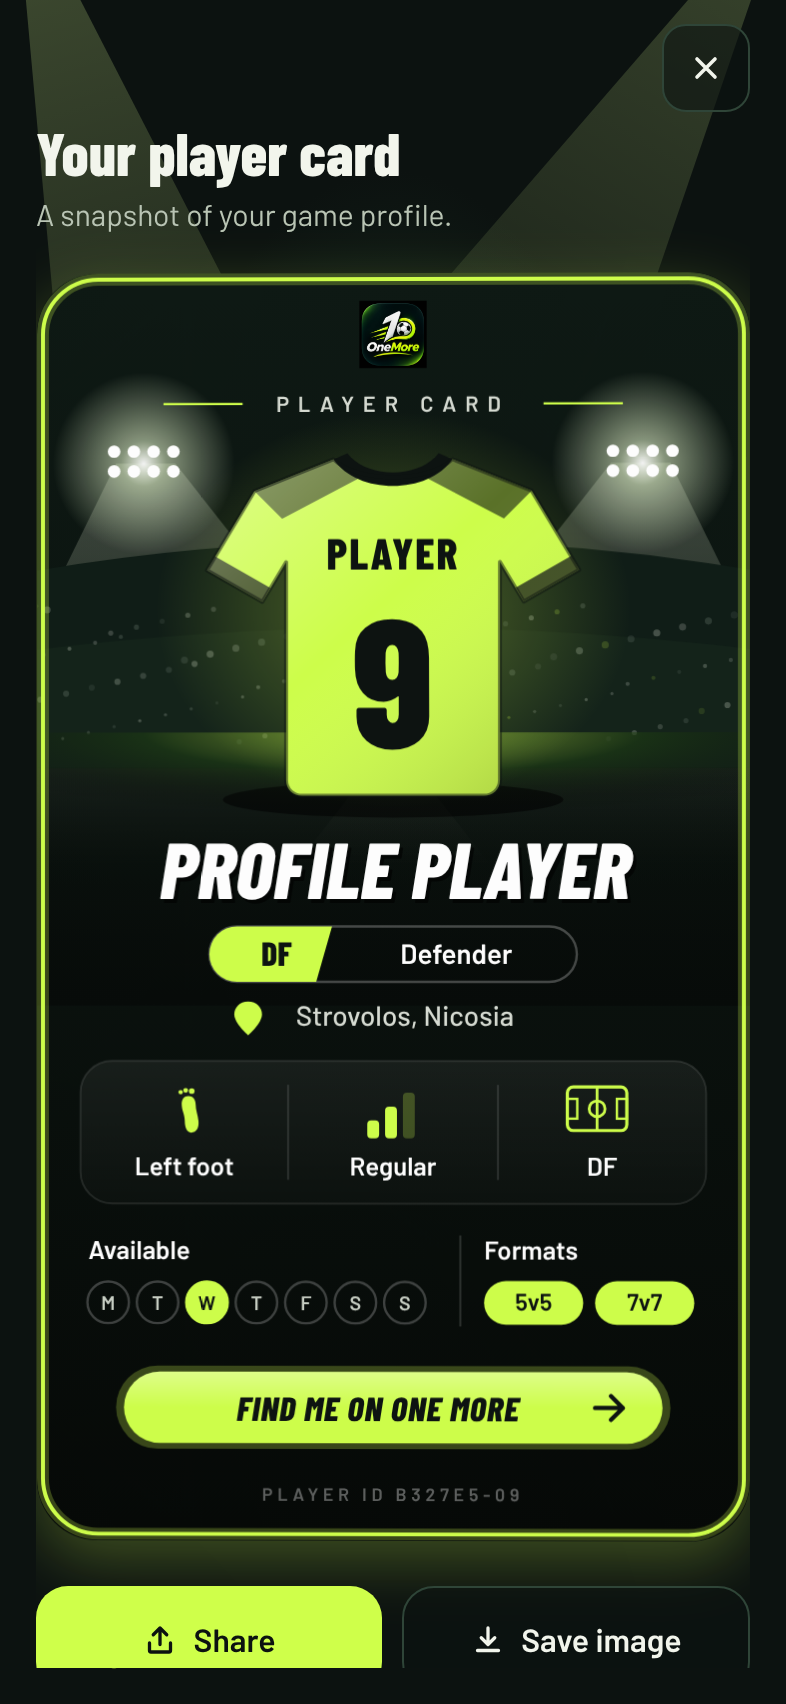 Your player card
A snapshot of your game profile.
10
OneMore
PLAYER CARD
PLAYER
9
PROFILE PLAYER
DF Defender
Strovolos, Nicosia
Left foot Regular DF
Available Formats
M T W T F S S 5v5 7v7
FIND ME ON ONE MORE
PLAYER ID B327E5-09
Share Save image